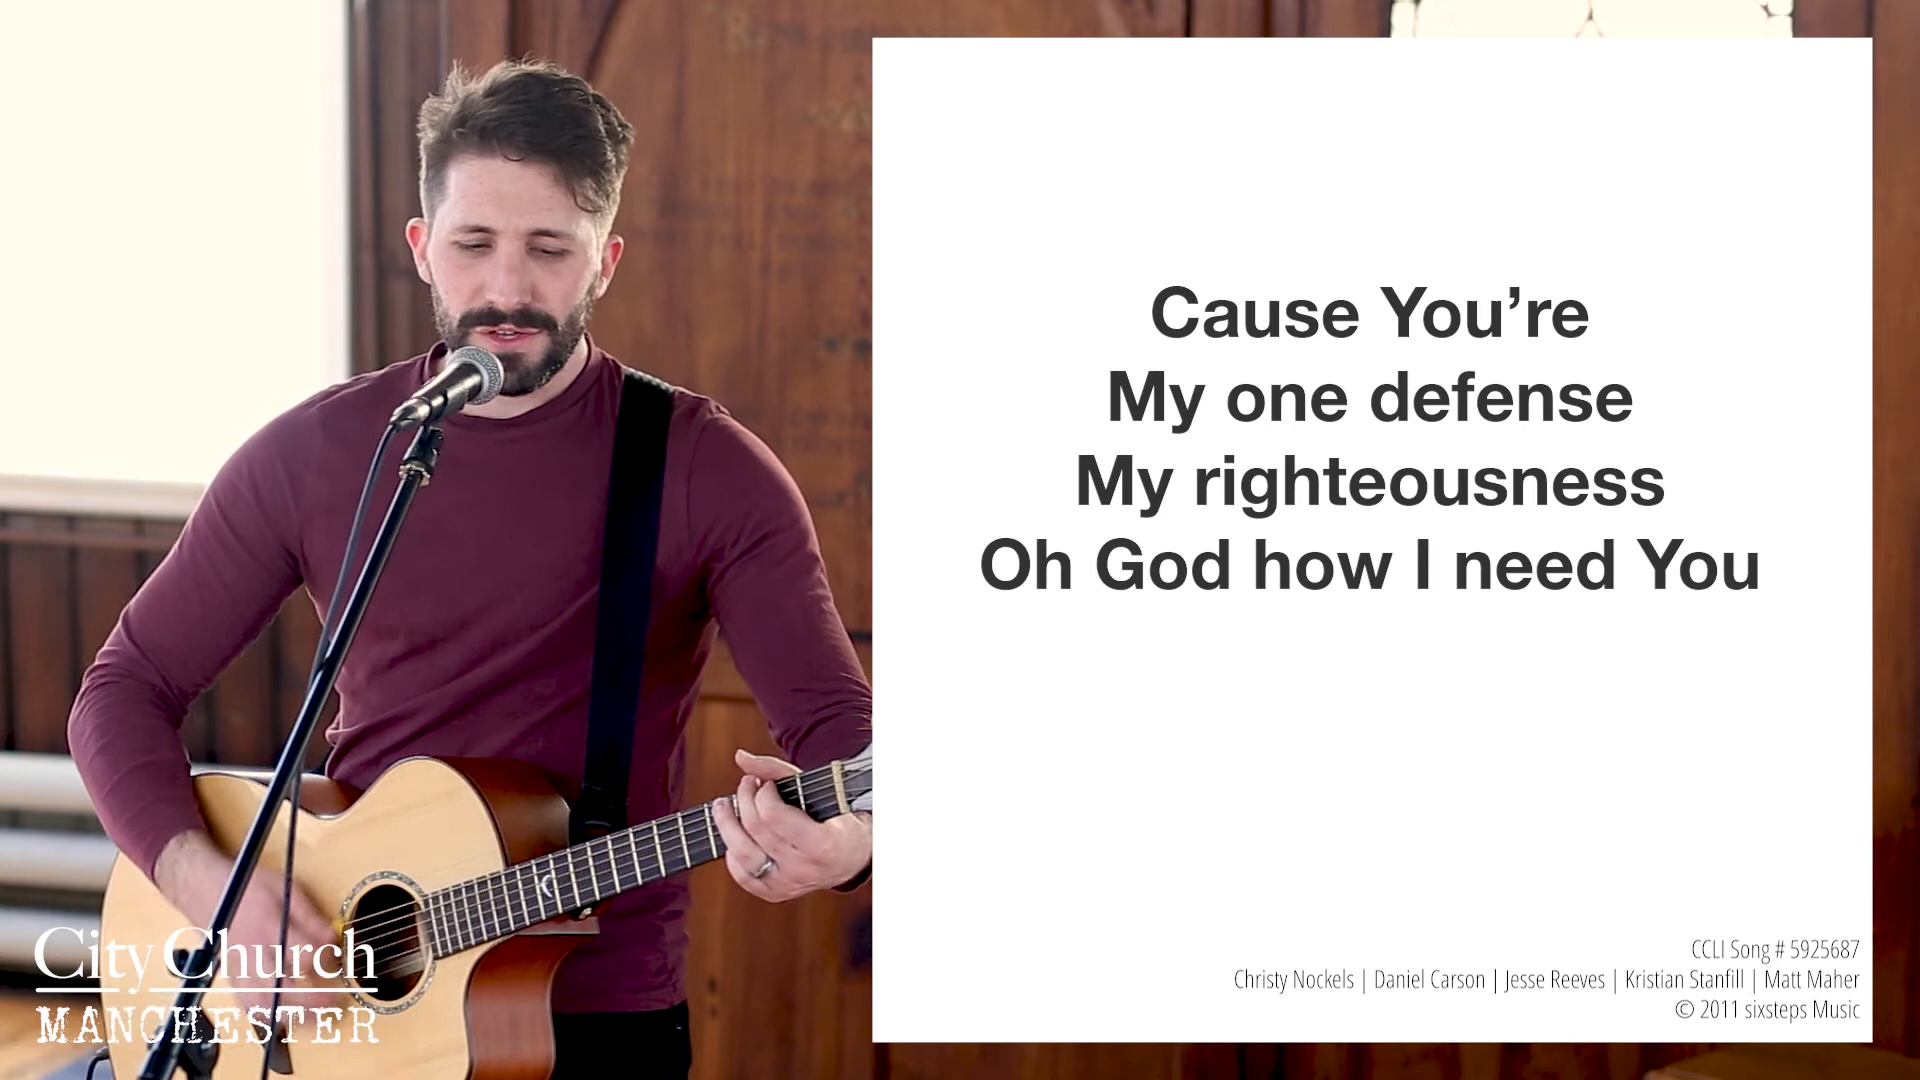 Cause You’re
My one defense
My righteousness
Oh God how I need You
CCLI Song # 5925687
Christy Nockels | Daniel Carson | Jesse Reeves | Kristian Stanfill | Matt Maher
© 2011 sixsteps Music
City Church
MANCHESTER